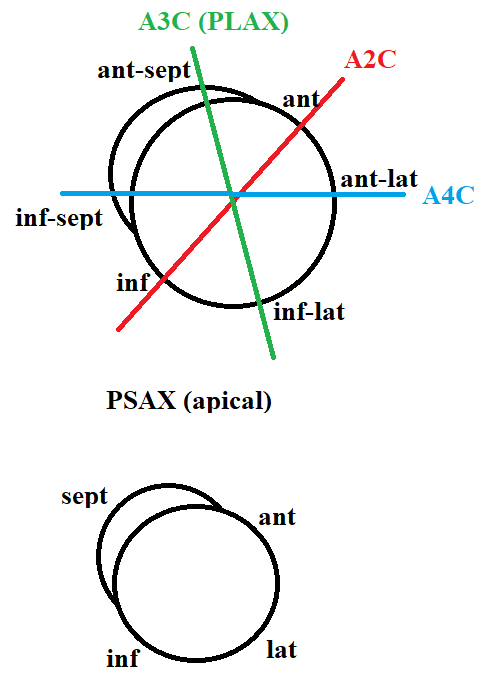 A3C (PLAX)
A2C
ant-sept
ant
ant-lat
A4C
inf-sept
inf
inf-lat
PSAX (apical)
sept
ant
lat
inf